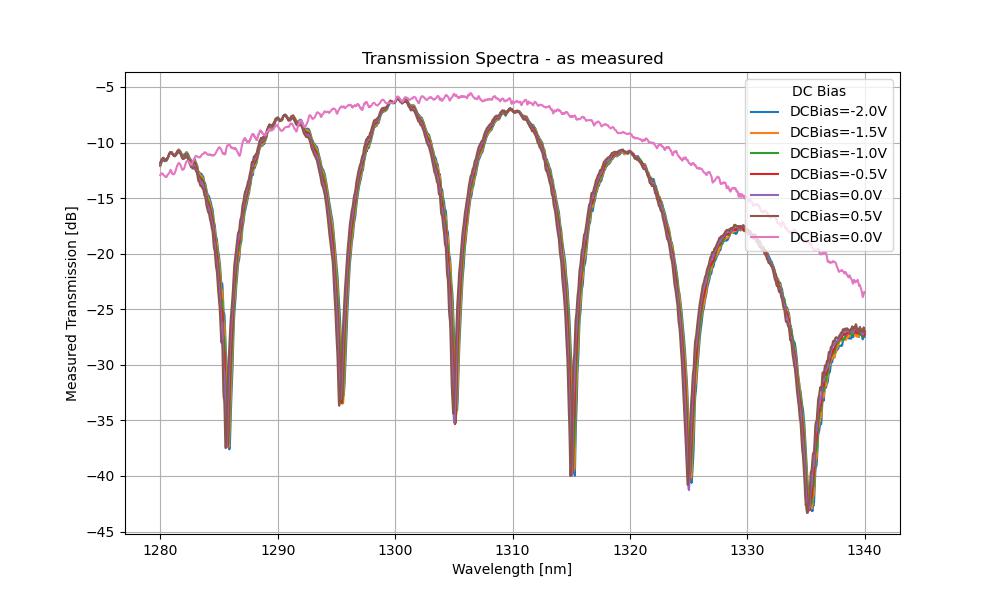 Transmission Spectra - as measured
DC Bias
DCBias=-2.0V
DCBias=-1.5V
DCBias=-1.0V
DCBias=-0.5V
DCBias=0.0V
DCBias=0.5V
DCBias=0.0V
Measured Transmission [dB]
−5
−10
−15
−20
−25
−30
−35
−40
−45
1280 1290 1300 1310 1320 1330 1340
Wavelength [nm]